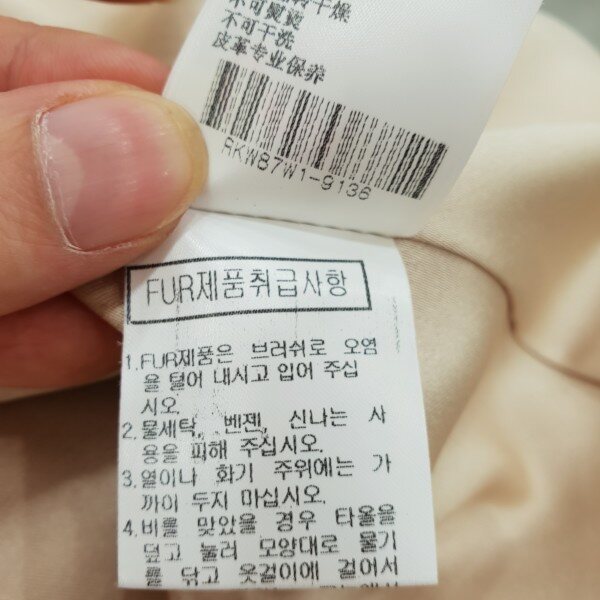 不可熨烫
不可干洗
皮革专业保养
RKW87W1-9136
FUR제품취급사항
1.FUR제품은 브러쉬로 오염
을 털어 내시고 입어 주십
시오.
2.물세탁, 벤젠, 신나는 사
용을 피해 주십시오.
3.열이나 화기 주위에는 가
까이 두지 마십시오.
4.비를 맞았을 경우 타올을
덮고 눌러 모양대로 물기
를 닦고 옷걸이에 걸어서